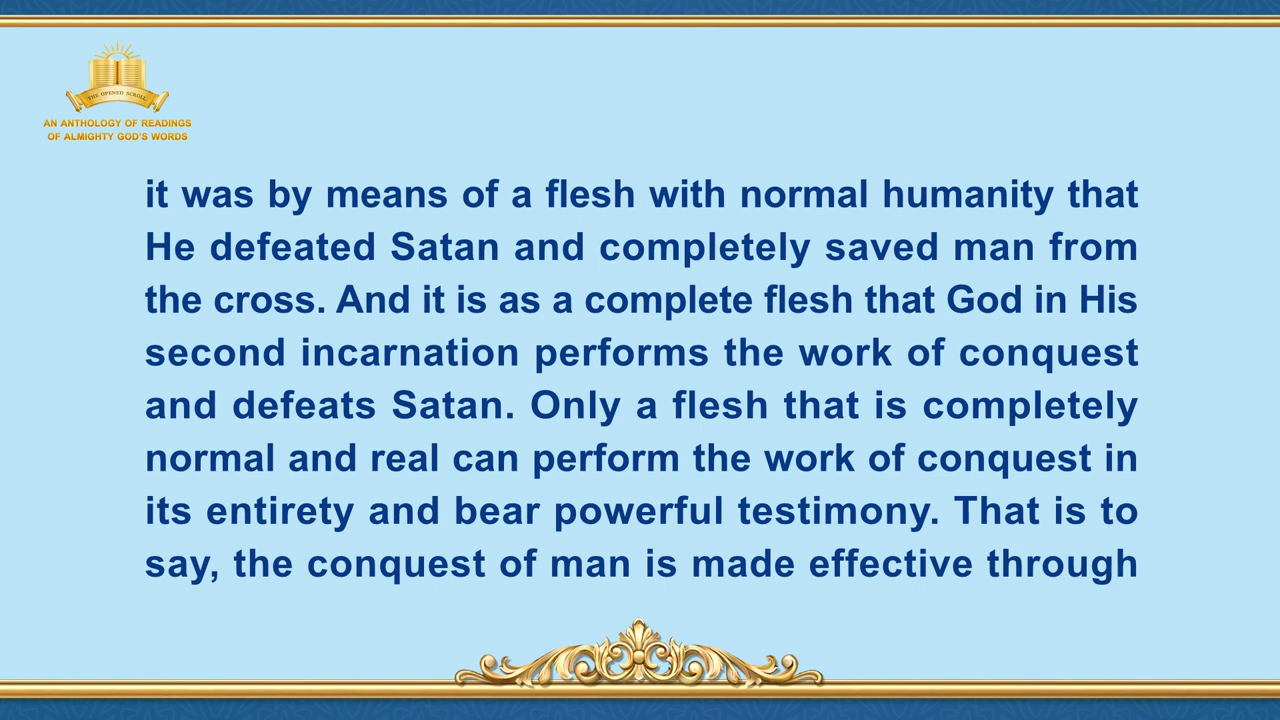 THE OPENED SCROLL
AN ANTHOLOGY OF READINGS
OF ALMIGHTY GOD'S WORDS
it was by means of a flesh with normal humanity that
He defeated Satan and completely saved man from
the cross. And it is as a complete flesh that God in His
second incarnation performs the work of conquest
and defeats Satan. Only a flesh that is completely
normal and real can perform the work of conquest in
its entirety and bear powerful testimony. That is to
say, the conquest of man is made effective through